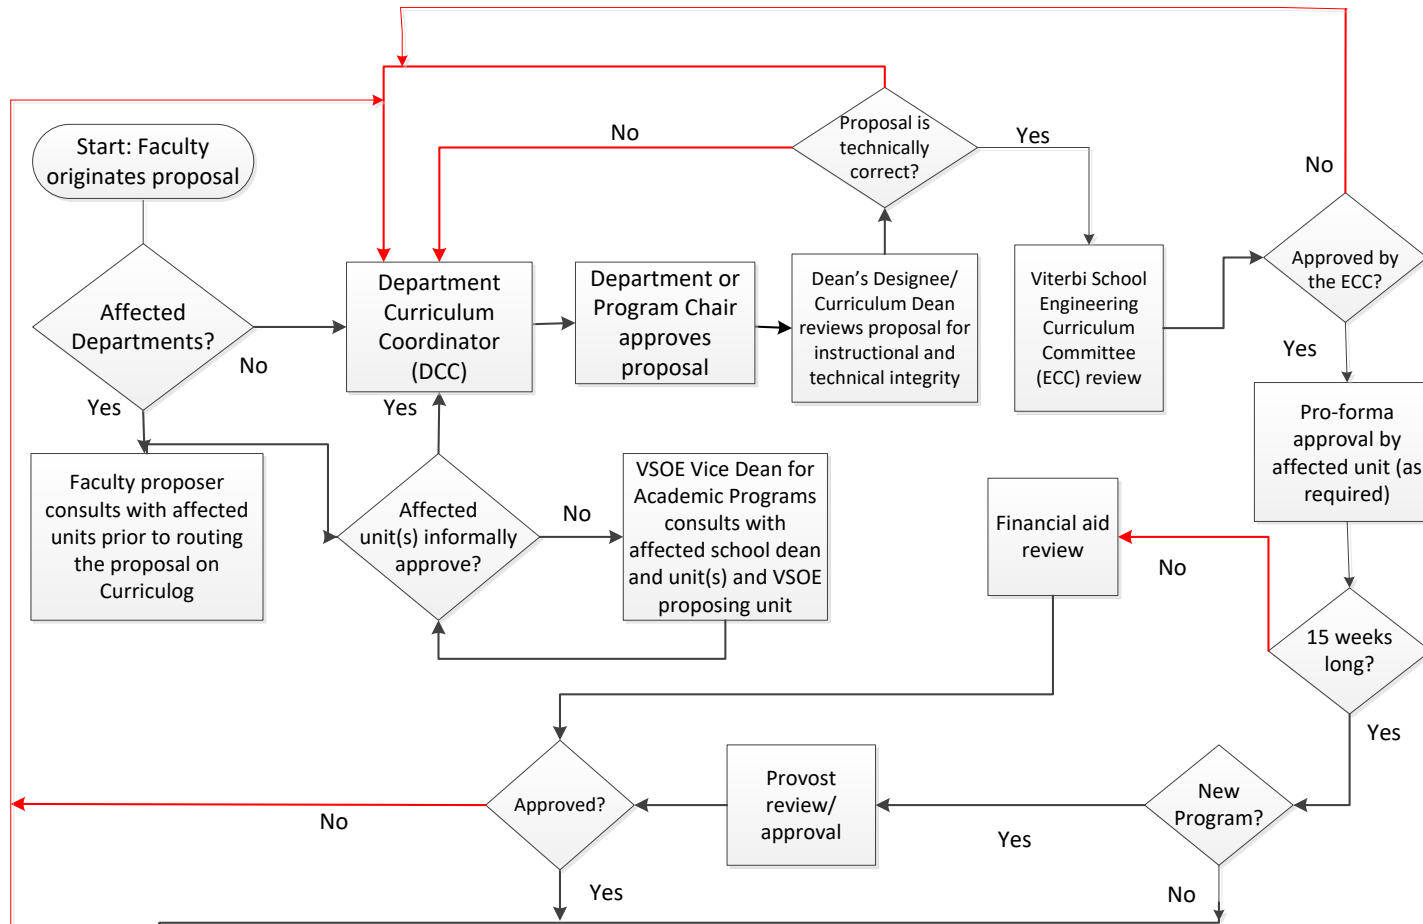 Start: Faculty
originates proposal
Affected
Departments?
No
Yes
Faculty proposer
consults with affected
units prior to routing
the proposal on
Curriculog
Department
Curriculum
Coordinator
(DCC)
Yes
Affected
unit(s) informally
approve?
No
VSOE Vice Dean for
Academic Programs
consults with
affected school dean
and unit(s) and VSOE
proposing unit
Department or
Program Chair
approves
proposal
Dean's Designee/
Curriculum Dean
reviews proposal for
instructional and
technical integrity
Proposal is
technically
correct?
No
Yes
Viterbi School
Engineering
Curriculum
Committee
(ECC) review
Approved by
the ECC?
No
Yes
Pro-forma
approval by
affected unit (as
required)
15 weeks
long?
No
Financial aid
review
Yes
New
Program?
Yes
No
Provost
review/
approval
Approved?
No
Yes